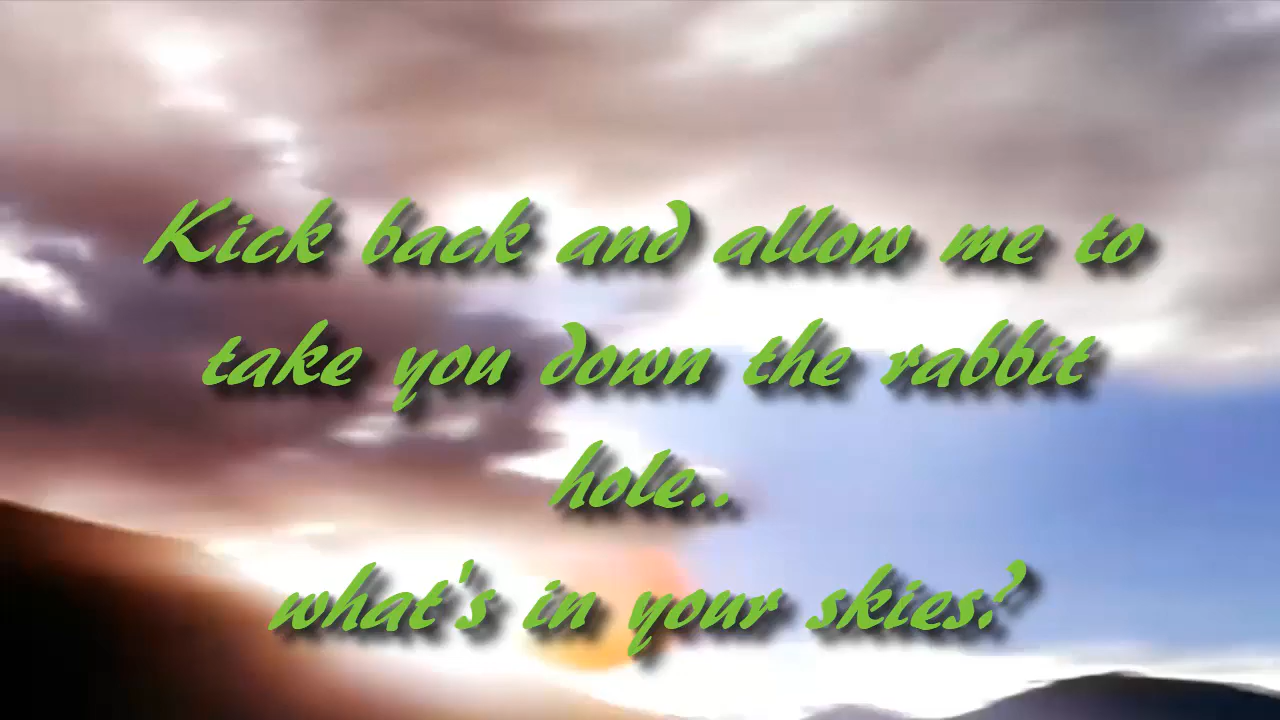 Kick back and allow me to
take you down the rabbit
hole..
what's in your skies?